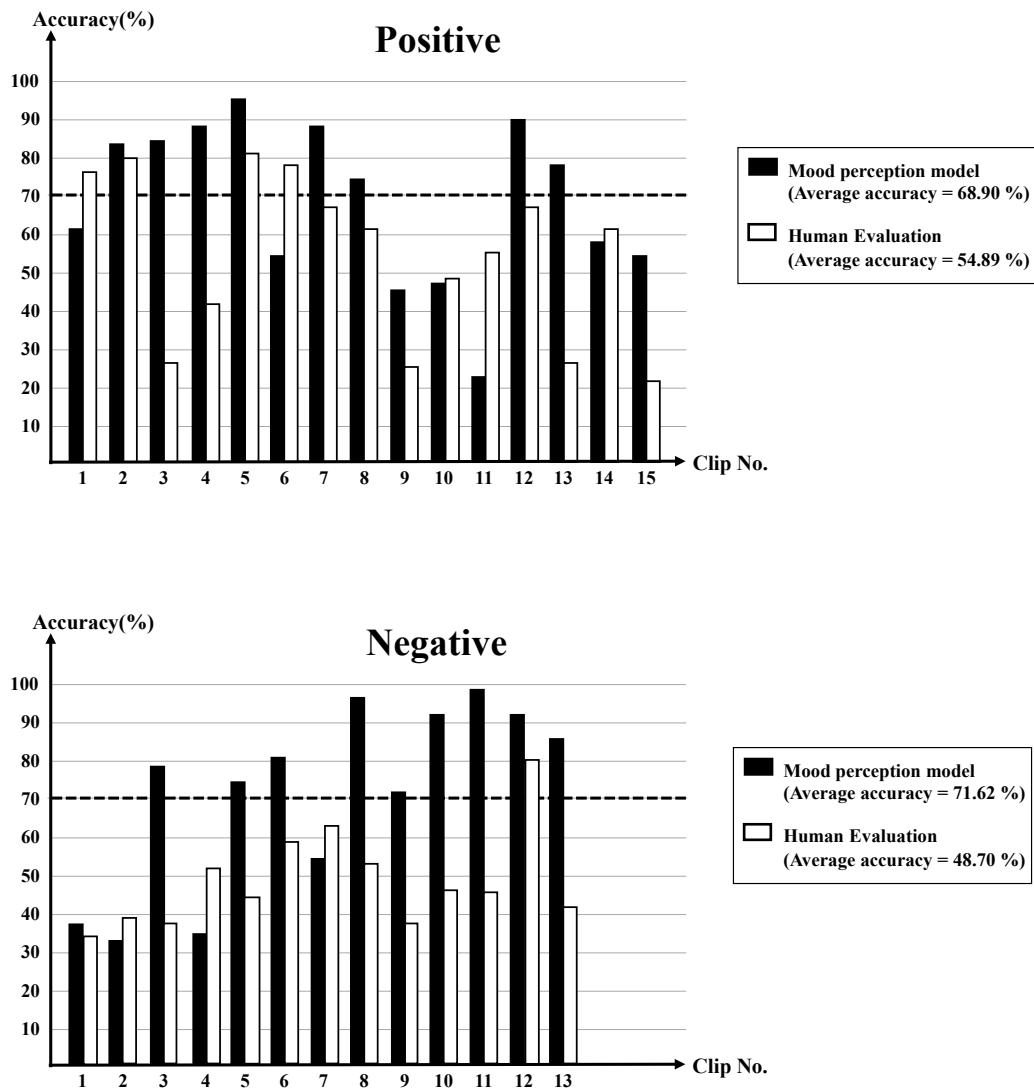 Accuracy(%)
Positive
100
90
80
70
60
50
40
30
20
10
1 2 3 4 5 6 7 8 9 10 11 12 13 14 15
Clip No.
Mood perception model
(Average accuracy = 68.90 %)
Human Evaluation
(Average accuracy = 54.89 %)
Accuracy(%)
Negative
100
90
80
70
60
50
40
30
20
10
1 2 3 4 5 6 7 8 9 10 11 12 13
Clip No.
Mood perception model
(Average accuracy = 71.62 %)
Human Evaluation
(Average accuracy = 48.70 %)